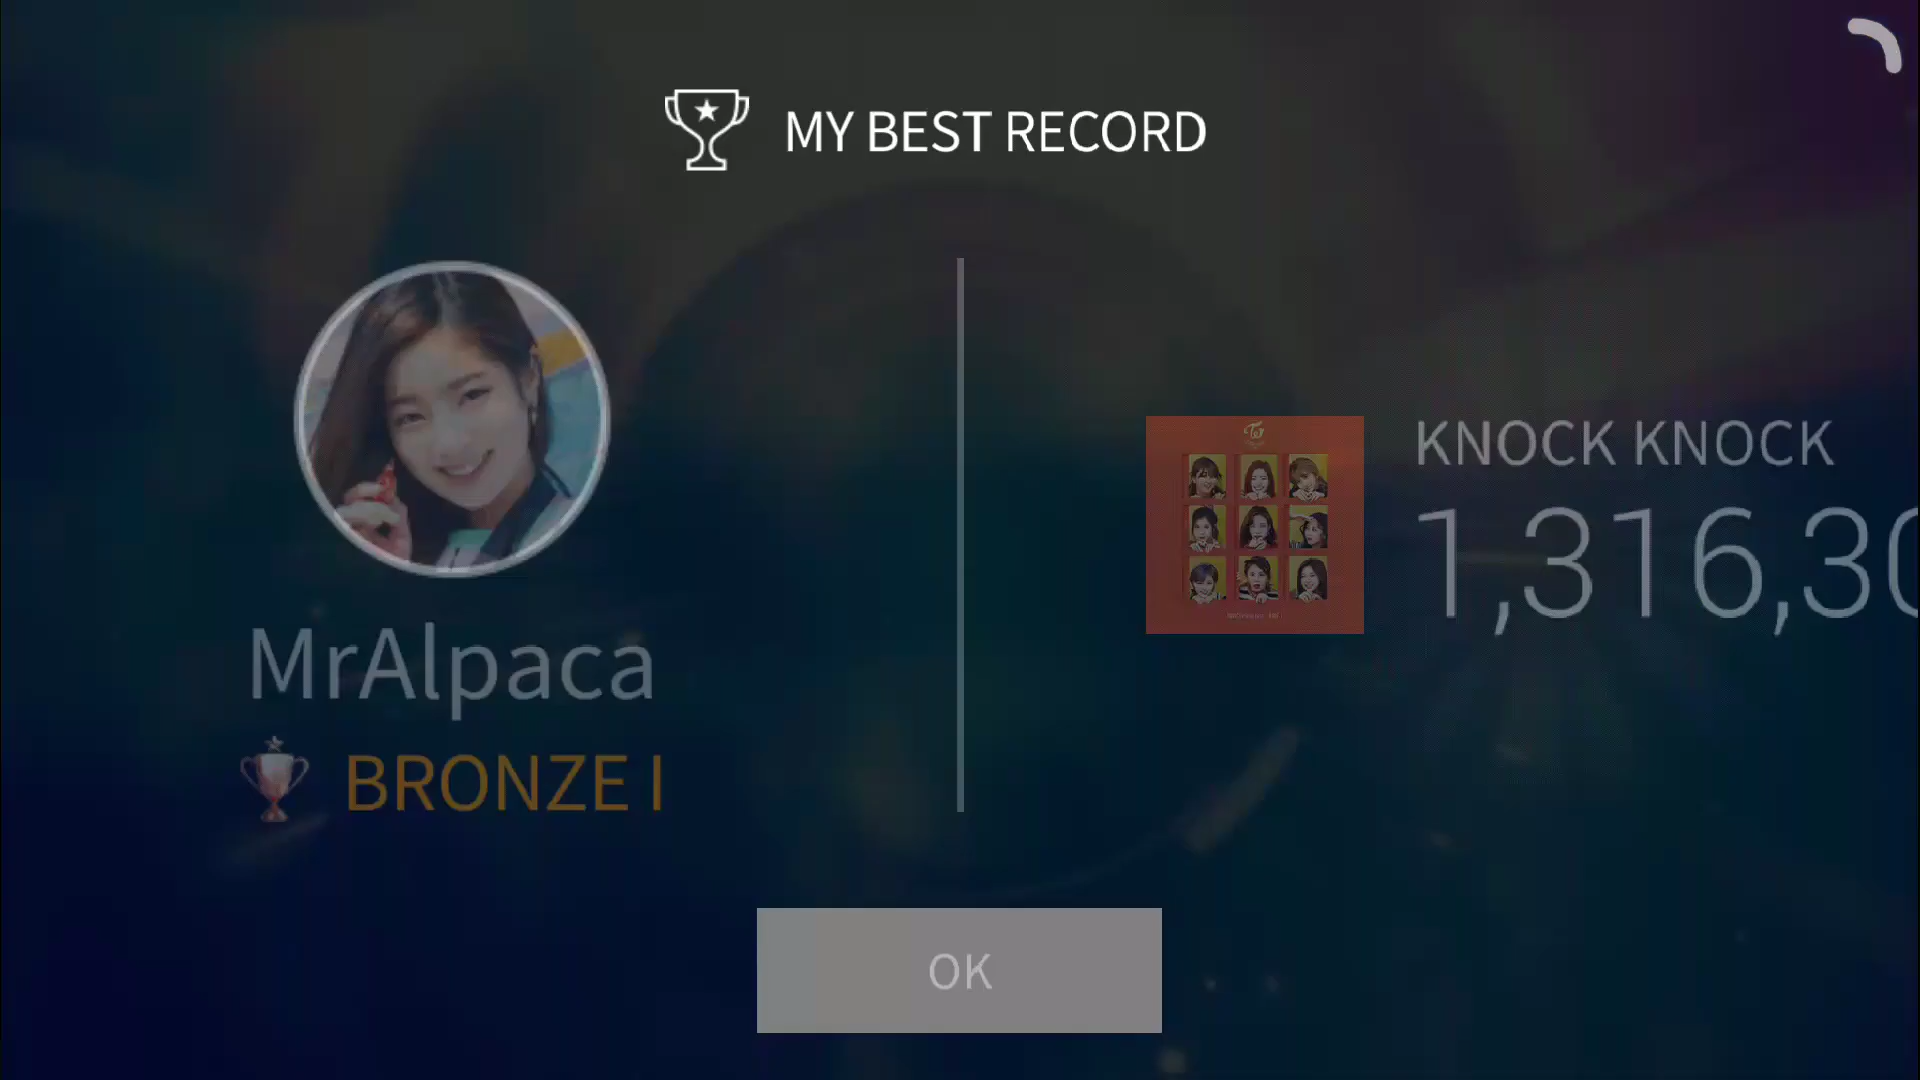 MY BEST RECORD
MrAlpaca
BRONZE I
KNOCK KNOCK
1,316,30
OK